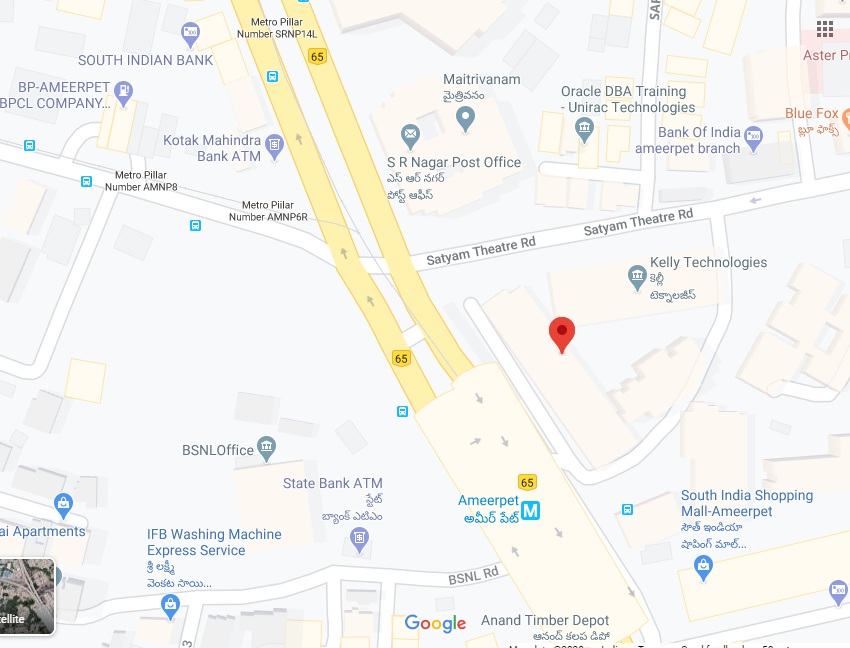 Metro Pillar
Number SRNP14L
SAP
SOUTH INDIAN BANK
65
Aster Pr
BP-AMEERPET
BPCL COMPANY...
Maitrivanam
మైత్రివనం
Oracle DBA Training
- Unirac Technologies
Blue Fox
బ్లూ ఫాక్స్
Kotak Mahindra
Bank ATM
Bank Of India
ameerpet branch
S R Nagar Post Office
ఎస్ ఆర్ నగర్
పోస్ట్ ఆఫీస్
Metro Pillar
Number AMNP8
Metro Piilar
Number AMNP6R
Satyam Theatre Rd
Satyam Theatre Rd
Kelly Technologies
కెల్లీ
టెక్నాలజీస్
65
BSNLOffice
State Bank ATM
స్టేట్
బ్యాంక్ ఎటిఎం
65
Ameerpet
అమీర్ పేట్
M
South India Shopping
Mall-Ameerpet
సౌత్ ఇండియా
షాపింగ్ మాల్...
ai Apartments
IFB Washing Machine
Express Service
శ్రీ లక్ష్మీ
వెంకట సాయి...
BSNL Rd
ellite
3
Google
Anand Timber Depot
ఆనంద్ కలప డిపో